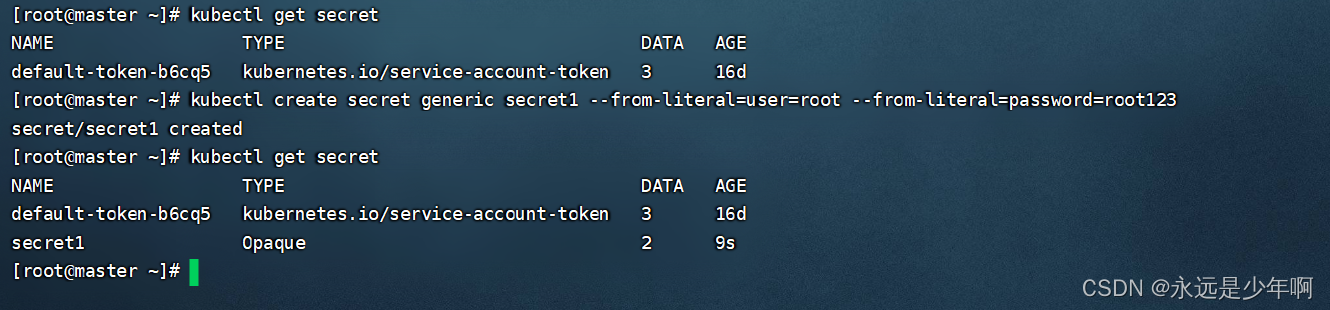 [root@master ~]# kubectl get secret
NAME                  TYPE                                  DATA   AGE
default-token-b6cq5   kubernetes.io/service-account-token   3      16d
[root@master ~]# kubectl create secret generic secret1 --from-literal=user=root --from-literal=password=root123
secret/secret1 created
[root@master ~]# kubectl get secret
NAME                  TYPE                                  DATA   AGE
default-token-b6cq5   kubernetes.io/service-account-token   3      16d
secret1               Opaque                                2      9s
[root@master ~]#
CSDN @永远是少年啊